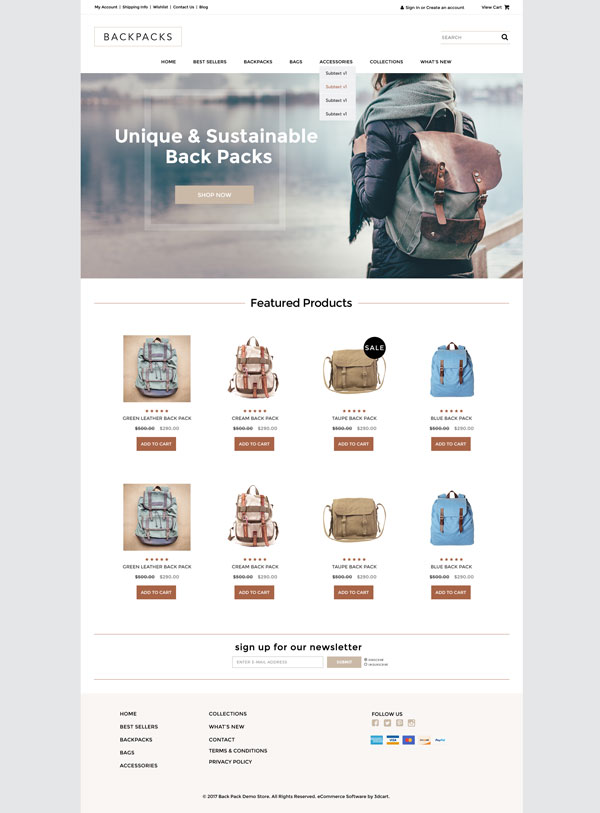 My Account | Shipping Info | Wishlist | Contact Us | Blog
Sign in or Create an account
View Cart
BACKPACKS
SEARCH
HOME BEST SELLERS BACKPACKS BAGS ACCESSORIES COLLECTIONS WHAT'S NEW
Subtext v1
Subtext v1
Subtext v1
Subtext v1
Unique & Sustainable
Back Packs
SHOP NOW
Featured Products
SALE
GREEN LEATHER BACK PACK CREAM BACK PACK TAUPE BACK PACK BLUE BACK PACK
$500.00 $290.00 $500.00 $290.00 $500.00 $290.00 $500.00 $290.00
ADD TO CART ADD TO CART ADD TO CART ADD TO CART
GREEN LEATHER BACK PACK CREAM BACK PACK TAUPE BACK PACK BLUE BACK PACK
$500.00 $290.00 $500.00 $290.00 $500.00 $290.00 $500.00 $290.00
ADD TO CART ADD TO CART ADD TO CART ADD TO CART
sign up for our newsletter
ENTER E-MAIL ADDRESS
SUBMIT
HOME
BEST SELLERS
BACKPACKS
BAGS
ACCESSORIES
COLLECTIONS
WHAT'S NEW
CONTACT
TERMS & CONDITIONS
PRIVACY POLICY
FOLLOW US
VISA
PayPal
© 2017 Back Pack Demo Store. All Rights Reserved. eCommerce Software by 3dcart.